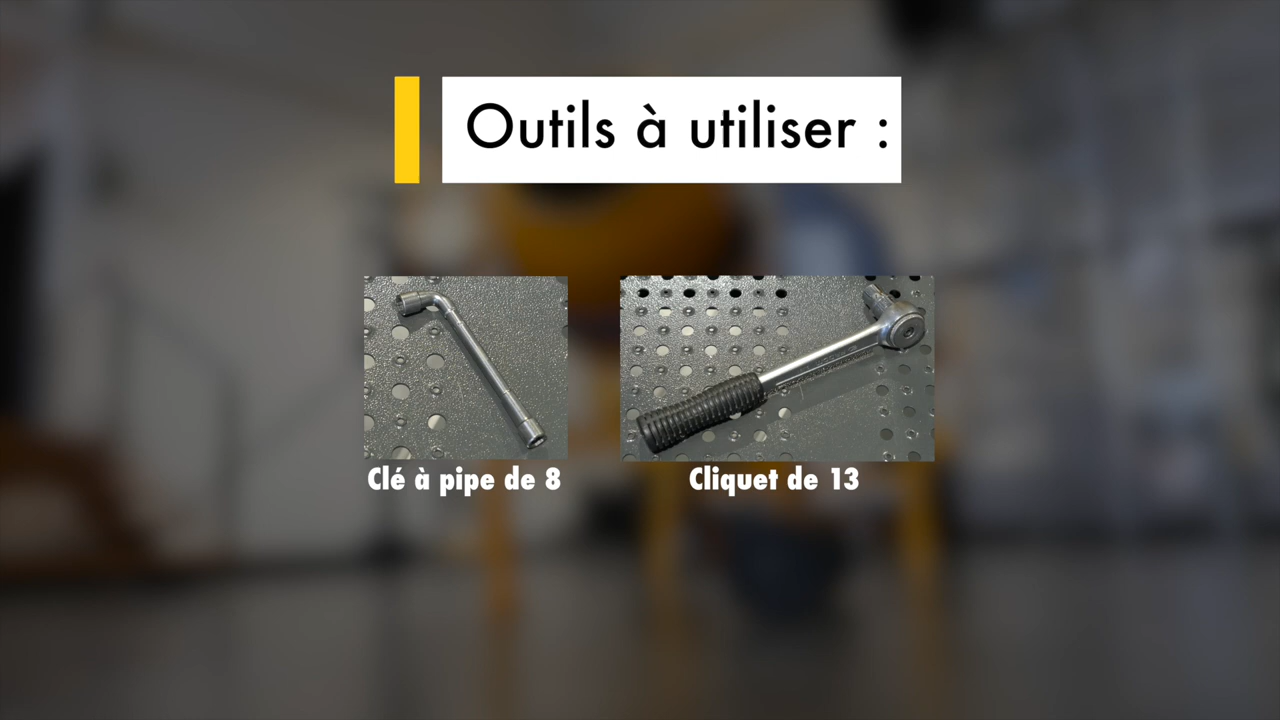 Outils à utiliser :
Clé à pipe de 8
Cliquet de 13